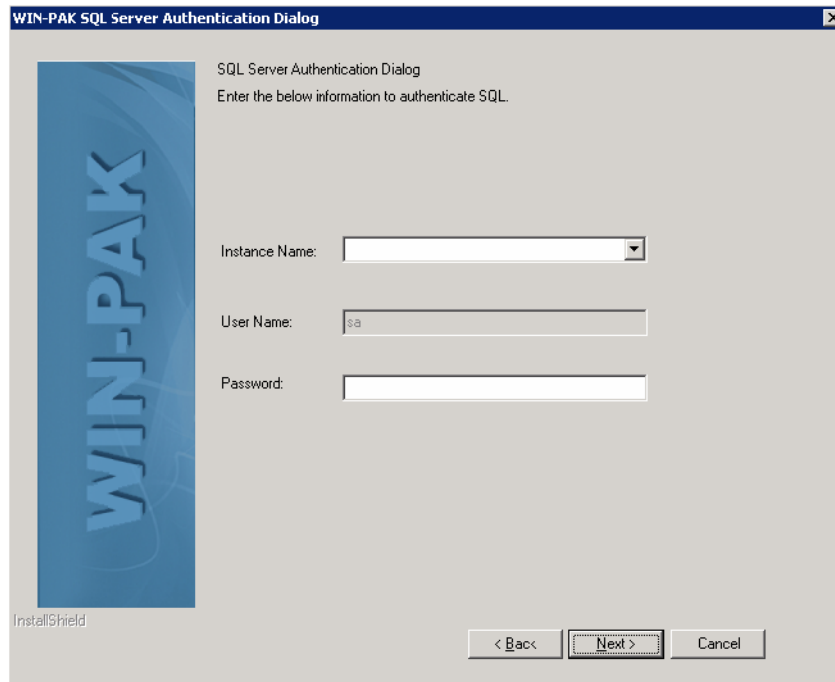 WIN-PAK SQL Server Authentication Dialog
WIN-PAK
SQL Server Authentication Dialog
Enter the below information to authenticate SQL.
Instance Name:
User Name:
sa
Password:
InstallShield
< Back
Next >
Cancel